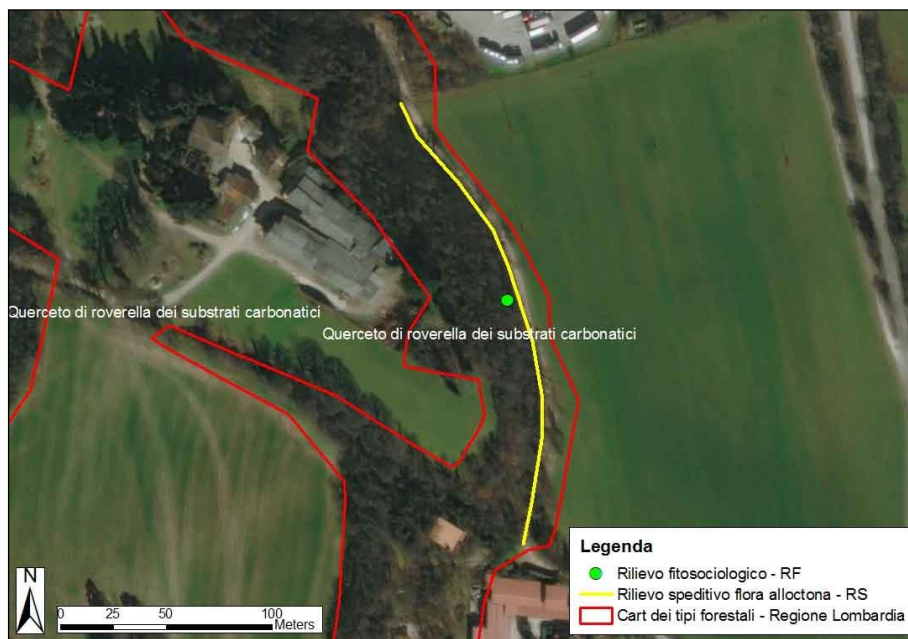 Querceto di roverella dei substrati carbonatici
Querceto di roverella dei substrati carbonatici
N
0 25 50 100
Meters
Legenda
Rilievo fitosociologico - RF
Rilievo speditivo flora alloctona - RS
Cart dei tipi forestali - Regione Lombardia